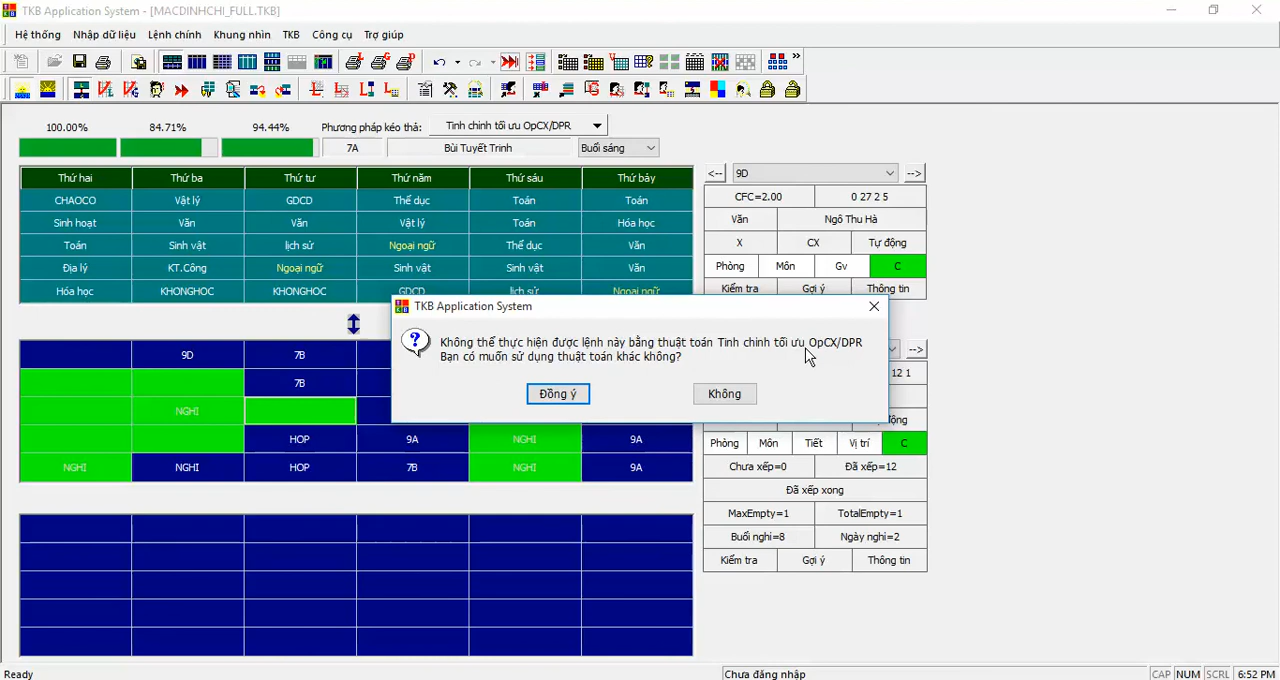 TKB Application System - [MACDINHCHI_FULL.TKB]
Hệ thống Nhập dữ liệu Lệnh chính Khung nhìn TKB Công cụ Trợ giúp
100.00% 84.71% 94.44% Phương pháp kéo thả: Tinh chỉnh tối ưu OpCX/DPR
7A Bùi Tuyết Trinh Buổi sáng
Thứ hai Thứ ba Thứ tư Thứ năm Thứ sáu Thứ bảy
CHAOCO Vật lý GDCD Thể dục Toán Toán
Sinh hoạt Văn Văn Vật lý Toán Hóa học
Toán Sinh vật lịch sử Ngoại ngữ Thể dục Văn
Địa lý KT.Công Ngoại ngữ Sinh vật Sinh vật Văn
Hóa học KHONGHOC KHONGHOC GDCD lịch sử Ngoại ngữ
<-- 9D -->
CFC=2.00 0 27 2 5
Văn Ngô Thu Hà
X CX Tự động
Phòng Môn Gv C
Kiểm tra Gợi ý Thông tin
TKB Application System
Không thể thực hiện được lệnh này bằng thuật toán Tinh chỉnh tối ưu OpCX/DPR
Bạn có muốn sử dụng thuật toán khác không?
Đồng ý Không
9D 7B
7B
NGHI
HOP 9A NGHI 9A
NGHI NGHI HOP 7B NGHI 9A
-->
12 1
động
Phòng Môn Tiết Vị trí C
Chưa xếp=0 Đã xếp=12
Đã xếp xong
MaxEmpty=1 TotalEmpty=1
Buổi nghỉ=8 Ngày nghỉ=2
Kiểm tra Gợi ý Thông tin
Ready Chưa đăng nhập CAP NUM SCRL 6:52 PM